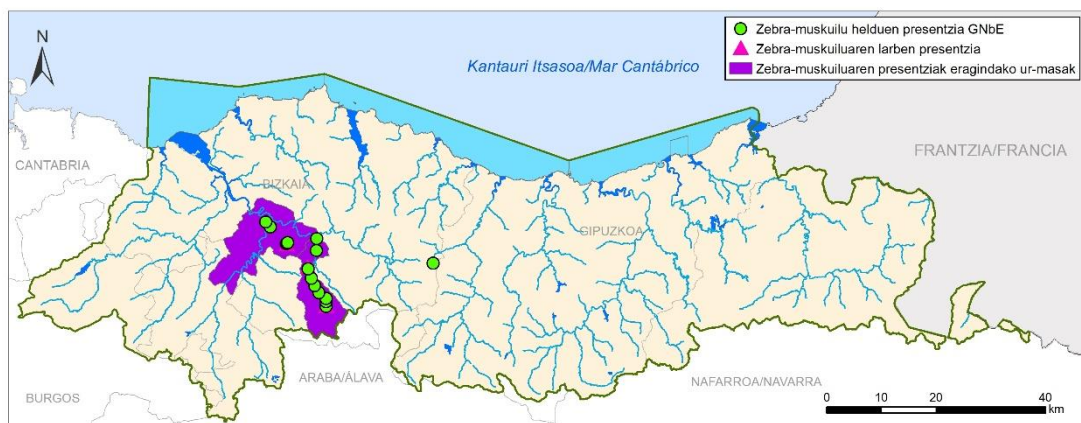 Zebra-muskuilu helduen presentzia GNbE
Zebra-muskuiluaren larben presentzia
Zebra-muskuiluaren presentziak eragindako ur-masak
N
Kantauri Itsasoa/Mar Cantábrico
CANTABRIA
FRANTZIA/FRANCIA
BIZKAIA
GIPUZKOA
ARABA/ÁLAVA
NAFARROA/NAVARRA
BURGOS
0 10 20 30 40
km